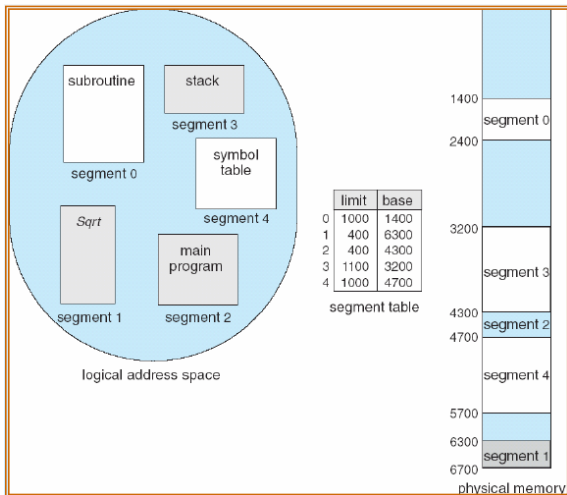 subroutine
segment 0
stack
segment 3
symbol
table
segment 4
Sqrt
segment 1
main
program
segment 2
logical address space
limit base
0 1000 1400
1 400 6300
2 400 4300
3 1100 3200
4 1000 4700
segment table
1400
segment 0
2400
3200
segment 3
4300
segment 2
4700
segment 4
5700
6300
segment 1
6700
physical memory